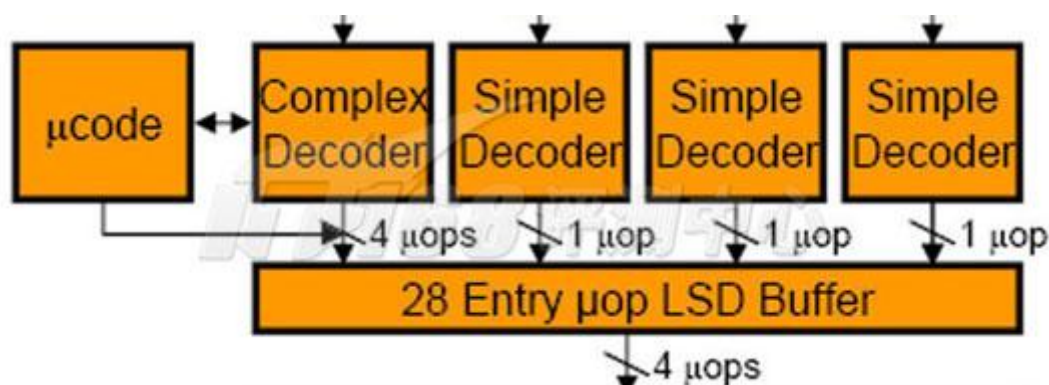 μcode
Complex
Decoder
Simple
Decoder
Simple
Decoder
Simple
Decoder
4 μops
1 μop
1 μop
1 μop
28 Entry μop LSD Buffer
4 μops